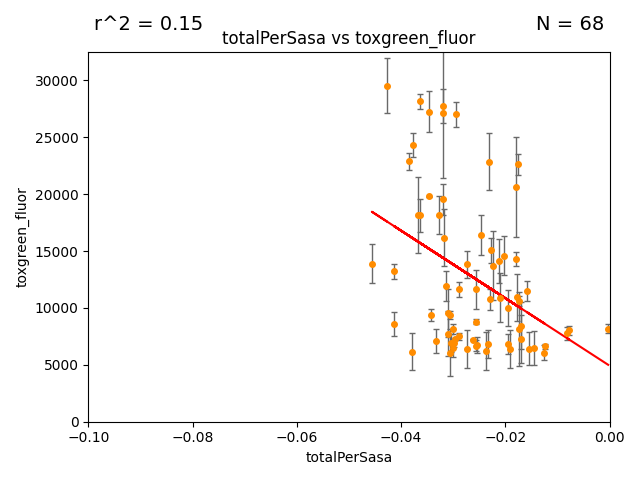 r^2 = 0.15
N = 68
totalPerSasa vs toxgreen_fluor
30000
25000
20000
15000
10000
5000
0
toxgreen_fluor
−0.10
−0.08
−0.06
−0.04
−0.02
0.00
totalPerSasa